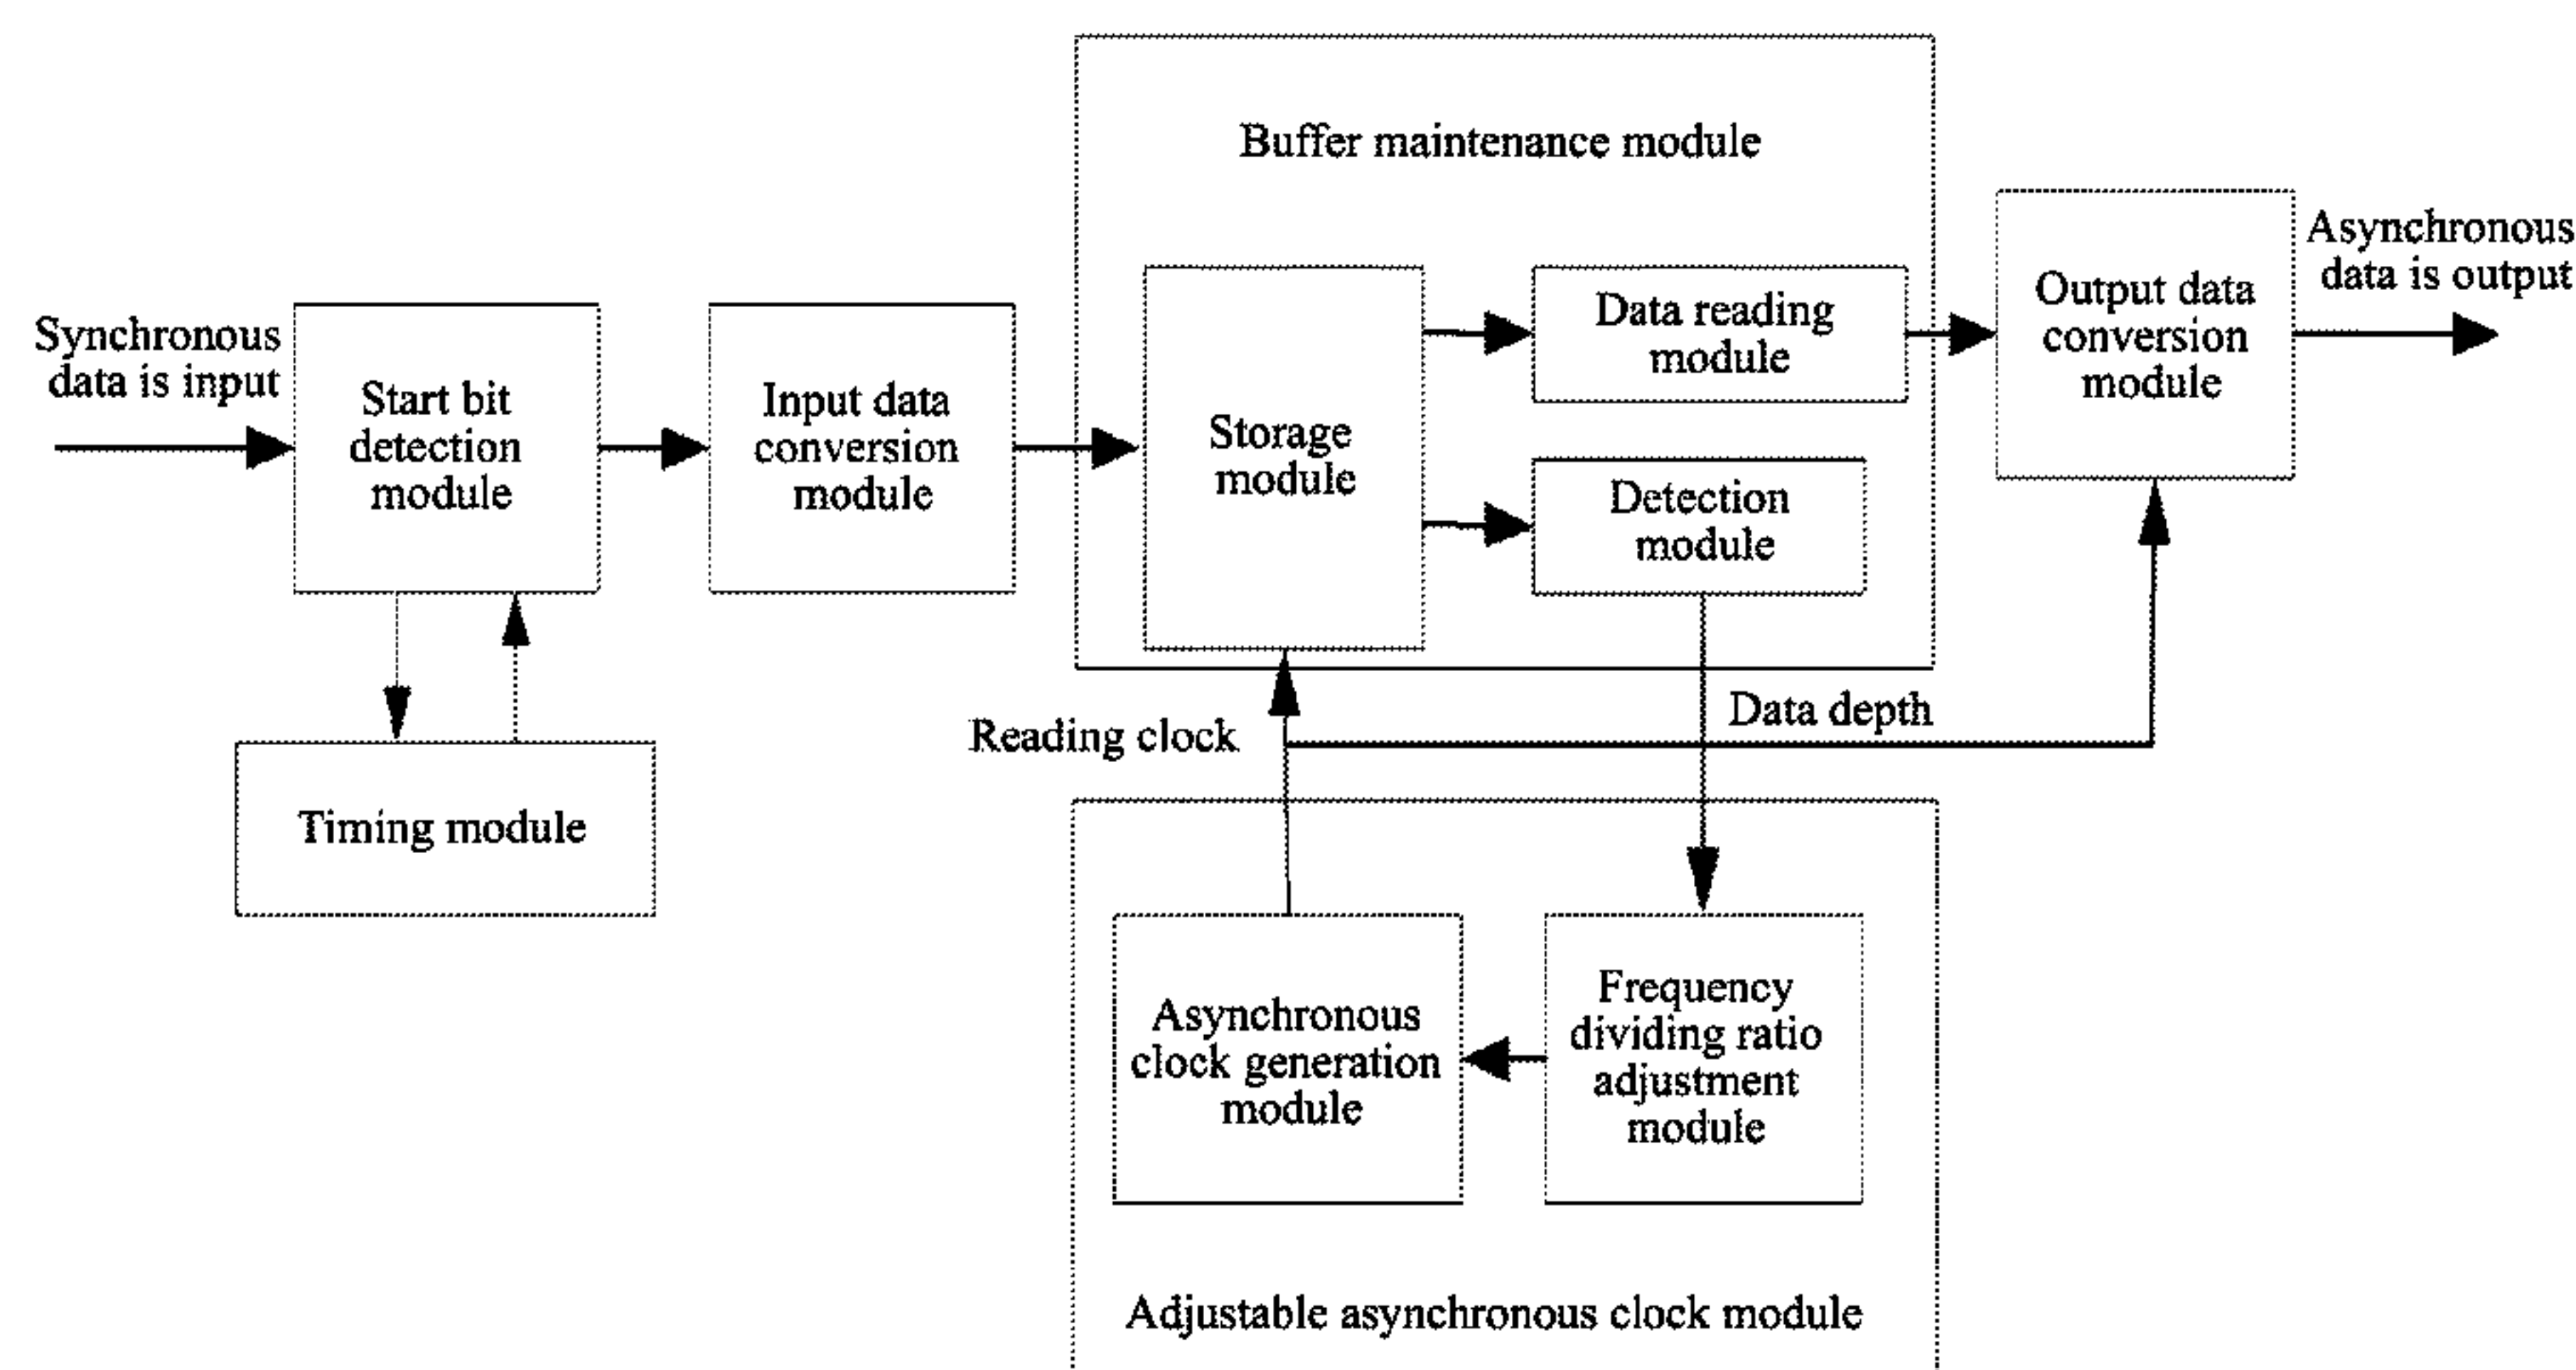 Buffer maintenance module
Synchronous
data is input
Start bit
detection
module
Input data
conversion
module
Storage
module
Data reading
module
Detection
module
Output data
conversion
module
Asynchronous
data is output
Timing module
Reading clock
Data depth
Asynchronous
clock generation
module
Frequency
dividing ratio
adjustment
module
Adjustable asynchronous clock module